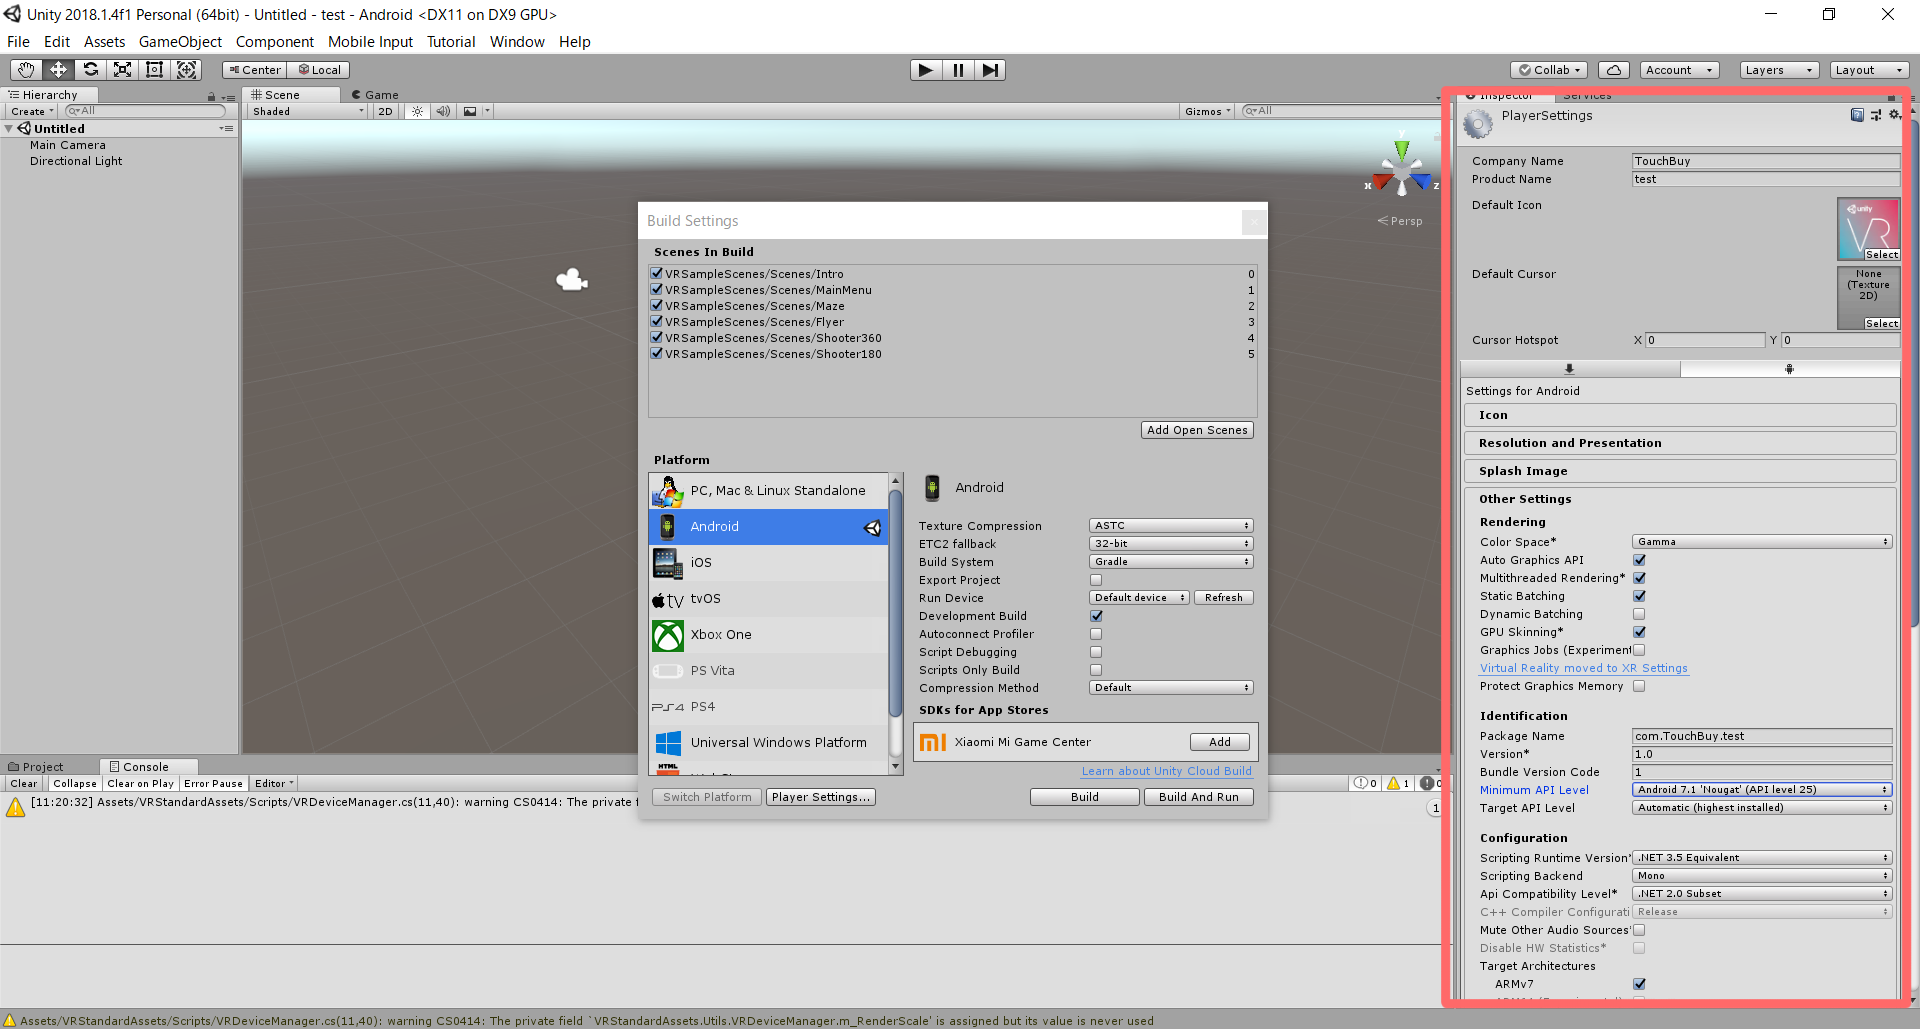 Unity 2018.1.4f1 Personal (64bit) - Untitled - test - Android <DX11 on DX9 GPU>
File Edit Assets GameObject Component Mobile Input Tutorial Window Help
Center Local
Collab Account Layers Layout
Hierarchy
Create All
Untitled
Main Camera
Directional Light
Scene Game
Shaded 2D Gizmos All
y
x z
Persp
Build Settings
Scenes In Build
VRSampleScenes/Scenes/Intro 0
VRSampleScenes/Scenes/MainMenu 1
VRSampleScenes/Scenes/Maze 2
VRSampleScenes/Scenes/Flyer 3
VRSampleScenes/Scenes/Shooter360 4
VRSampleScenes/Scenes/Shooter180 5
Add Open Scenes
Platform
PC, Mac & Linux Standalone
Android
iOS
tv tvOS
Xbox One
PS Vita
PS4 PS4
Universal Windows Platform
HTML
Switch Platform Player Settings...
Android
Texture Compression ASTC
ETC2 fallback 32-bit
Build System Gradle
Export Project
Run Device Default device Refresh
Development Build
Autoconnect Profiler
Script Debugging
Scripts Only Build
Compression Method Default
SDKs for App Stores
mi Xiaomi Mi Game Center Add
Learn about Unity Cloud Build
Build Build And Run
Project Console
Clear Collapse Clear on Play Error Pause Editor 0 1 0
[11:20:32] Assets/VRStandardAssets/Scripts/VRDeviceManager.cs(11,40): warning CS0414: The private f
1
Inspector Services
PlayerSettings
Company Name TouchBuy
Product Name test
Default Icon
unity
VR
Select
Default Cursor
None
(Texture
2D)
Select
Cursor Hotspot X 0 Y 0
Settings for Android
Icon
Resolution and Presentation
Splash Image
Other Settings
Rendering
Color Space* Gamma
Auto Graphics API
Multithreaded Rendering*
Static Batching
Dynamic Batching
GPU Skinning*
Graphics Jobs (Experiment
Virtual Reality moved to XR Settings
Protect Graphics Memory
Identification
Package Name com.TouchBuy.test
Version* 1.0
Bundle Version Code 1
Minimum API Level Android 7.1 'Nougat' (API level 25)
Target API Level Automatic (highest installed)
Configuration
Scripting Runtime Version* .NET 3.5 Equivalent
Scripting Backend Mono
Api Compatibility Level* .NET 2.0 Subset
C++ Compiler Configurati Release
Mute Other Audio Sources*
Disable HW Statistics*
Target Architectures
ARMv7
Assets/VRStandardAssets/Scripts/VRDeviceManager.cs(11,40): warning CS0414: The private field `VRStandardAssets.Utils.VRDeviceManager.m_RenderScale' is assigned but its value is never used